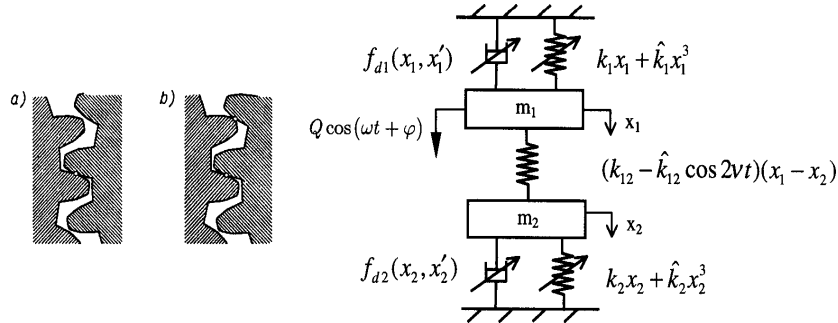 a)
b)
f_{d1}(x_1, x_1')
k_1x_1 + \hat{k}_1x_1^3
m_1
Q cos(ωt + φ)
x_1
(k_{12} − \hat{k}_{12} cos 2νt)(x_1 − x_2)
m_2
x_2
f_{d2}(x_2, x_2')
k_2x_2 + \hat{k}_2x_2^3